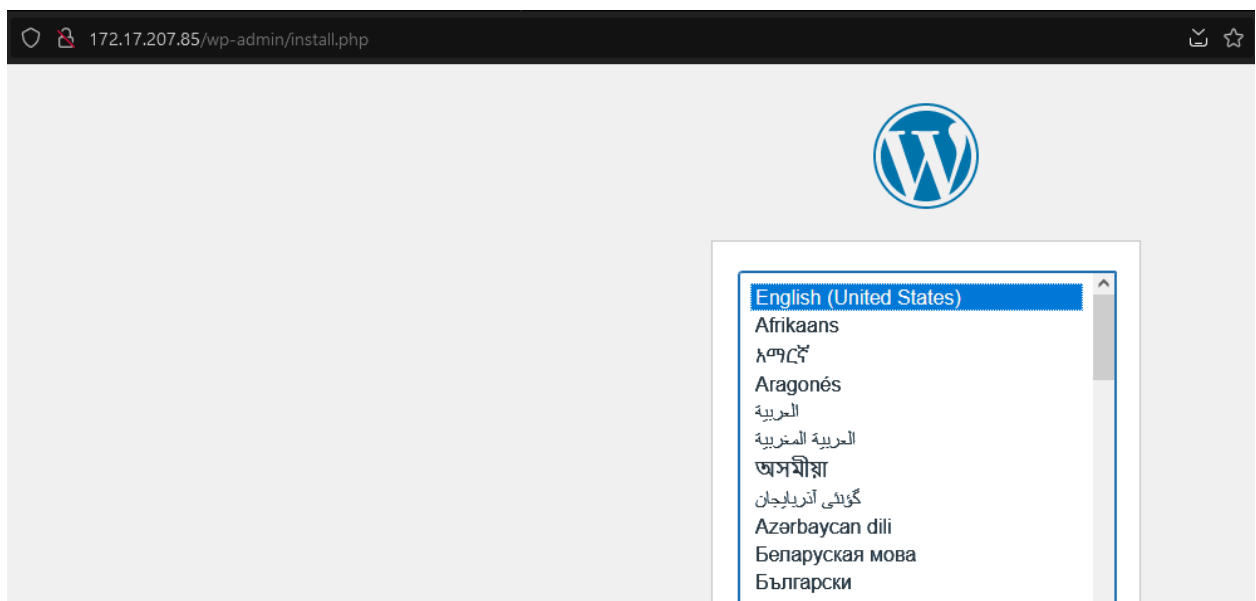 172.17.207.85/wp-admin/install.php
English (United States)
Afrikaans
አማርኛ
Aragonés
العربية
العربية المغربية
অসমীয়া
گؤنئی آذربایجان
Azərbaycan dili
Беларуская мова
Български